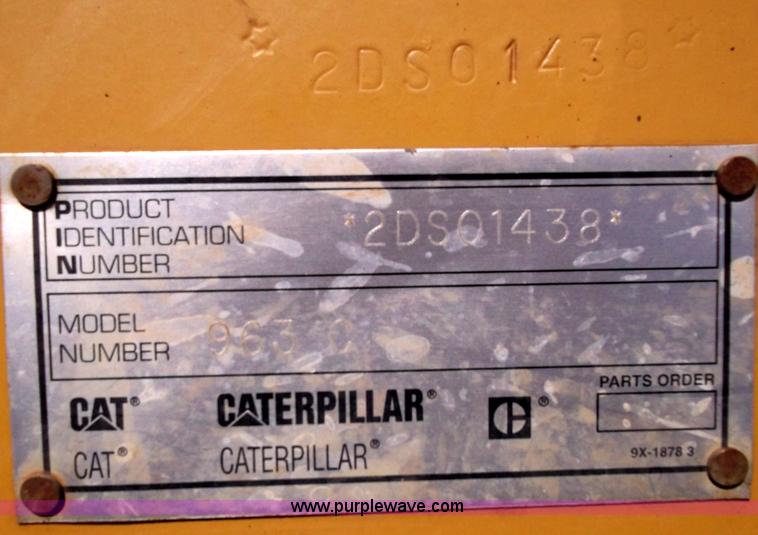 *2DS01438*
PRODUCT
IDENTIFICATION
NUMBER
*2DS01438*
MODEL
NUMBER
963 C
PARTS ORDER
CAT® CATERPILLAR® C®
CAT® CATERPILLAR®
9X-1878 3
www.purplewave.com